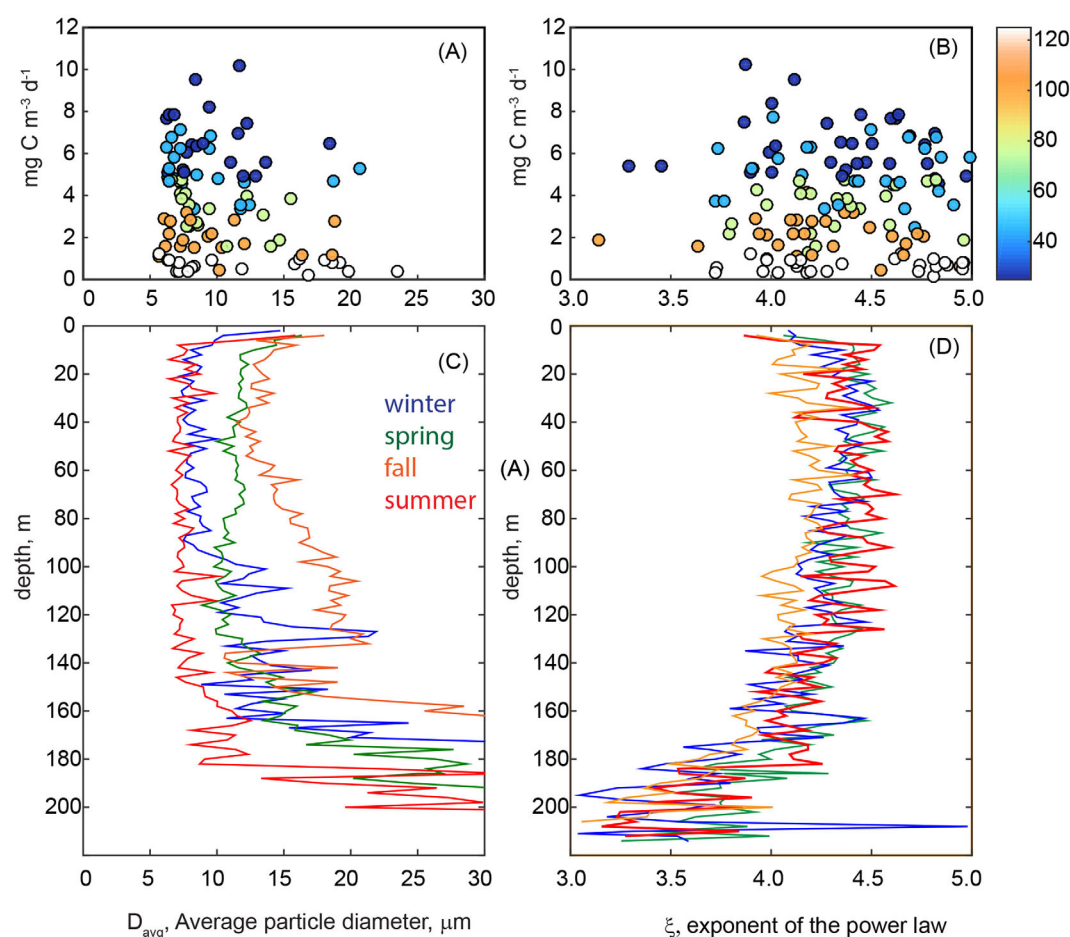 (A)
mg C m⁻³ d⁻¹
12
10
8
6
4
2
0
0 5 10 15 20 25 30
(B)
mg C m⁻³ d⁻¹
12
10
8
6
4
2
0
3.0 3.5 4.0 4.5 5.0
120
100
80
60
40
(C)
winter
spring
fall
summer
depth, m
0
20
40
60
80
100
120
140
160
180
200
0 5 10 15 20 25 30
D_avg, Average particle diameter, μm
(A)
(D)
depth, m
0
20
40
60
80
100
120
140
160
180
200
3.0 3.5 4.0 4.5 5.0
ξ, exponent of the power law